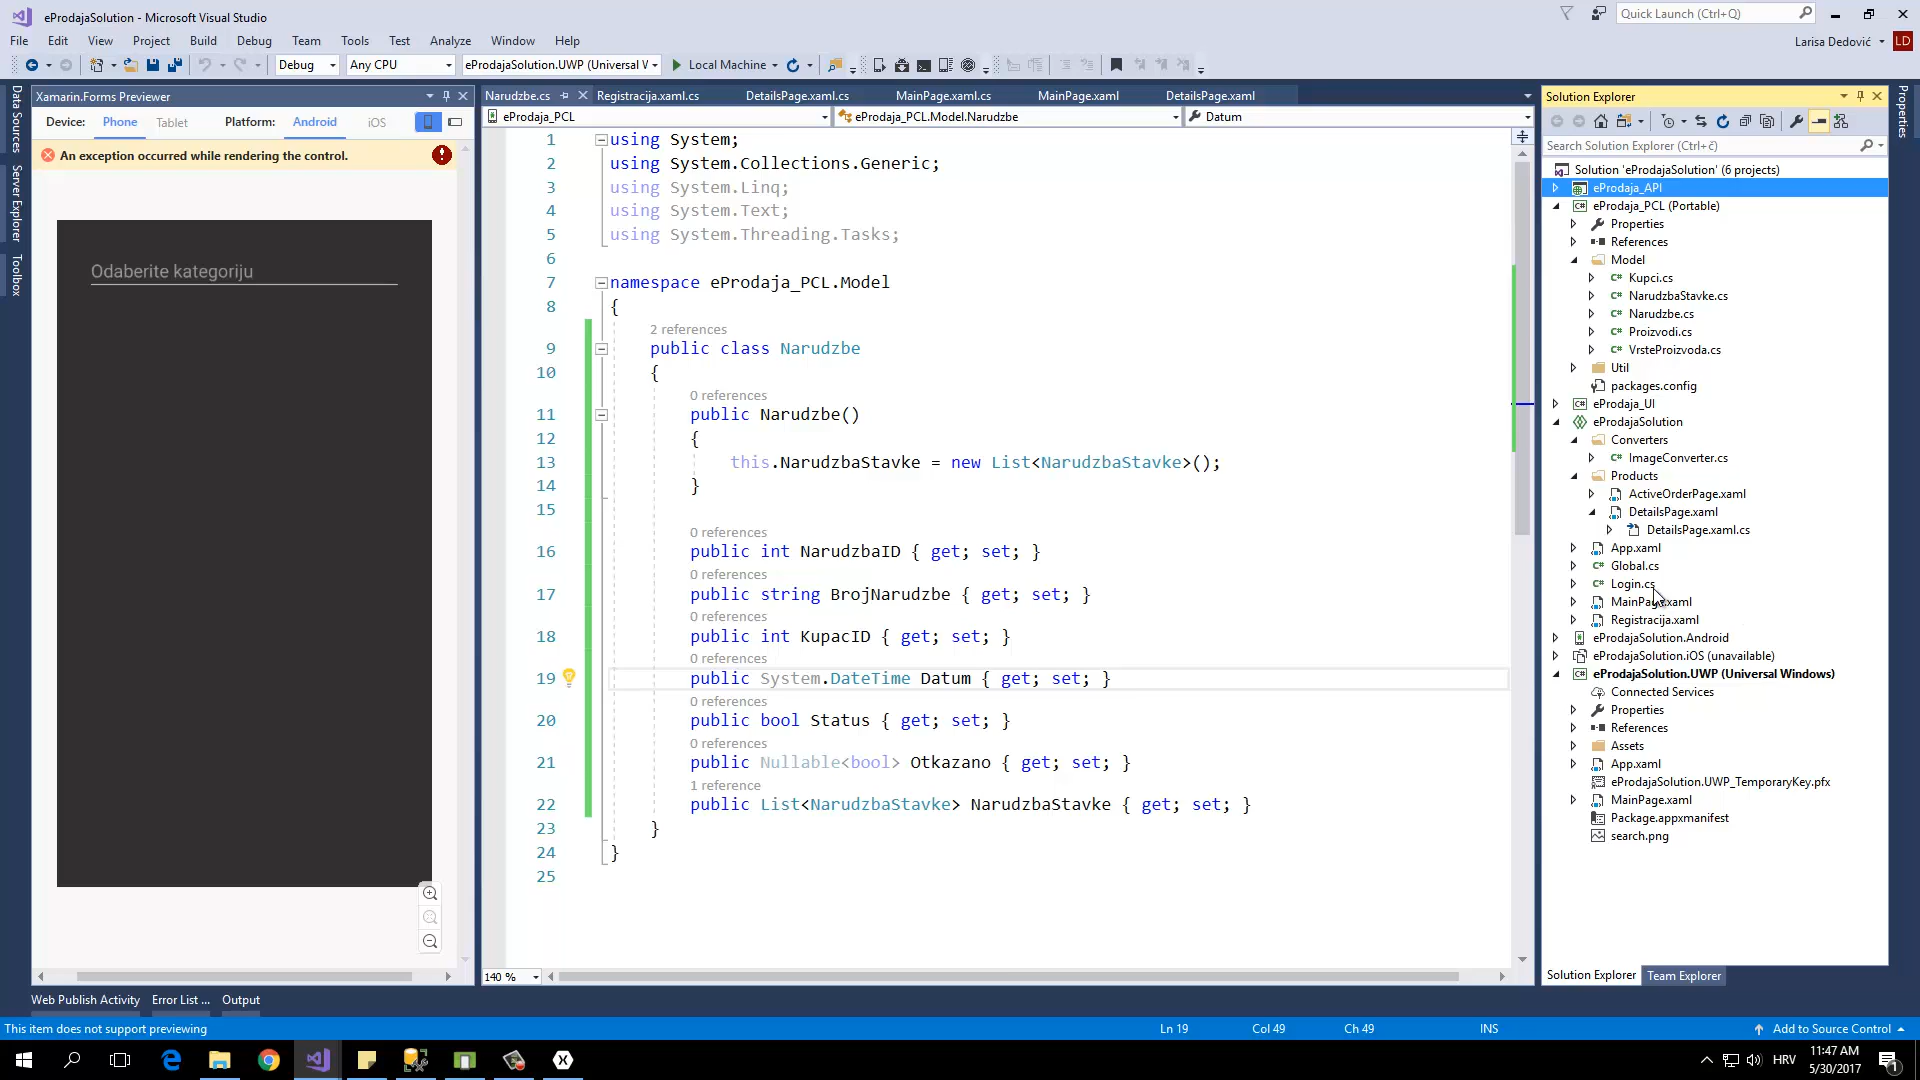 eProdajaSolution - Microsoft Visual Studio
Quick Launch (Ctrl+Q)
File Edit View Project Build Debug Team Tools Test Analyze Window Help
Larisa Dedović LD
Debug Any CPU eProdajaSolution.UWP (Universal V Local Machine
Data Sources
Server Explorer
Toolbox
Xamarin.Forms Previewer
Device: Phone Tablet Platform: Android iOS
An exception occurred while rendering the control.
Odaberite kategoriju
Narudzbe.cs Registracija.xaml.cs DetailsPage.xaml.cs MainPage.xaml.cs MainPage.xaml DetailsPage.xaml
eProdaja_PCL eProdaja_PCL.Model.Narudzbe Datum
1 using System;
2 using System.Collections.Generic;
3 using System.Linq;
4 using System.Text;
5 using System.Threading.Tasks;
6
7 namespace eProdaja_PCL.Model
8 {
2 references
9 public class Narudzbe
10 {
0 references
11 public Narudzbe()
12 {
13 this.NarudzbaStavke = new List<NarudzbaStavke>();
14 }
15
0 references
16 public int NarudzbaID { get; set; }
0 references
17 public string BrojNarudzbe { get; set; }
0 references
18 public int KupacID { get; set; }
0 references
19 public System.DateTime Datum { get; set; }
0 references
20 public bool Status { get; set; }
0 references
21 public Nullable<bool> Otkazano { get; set; }
1 reference
22 public List<NarudzbaStavke> NarudzbaStavke { get; set; }
23 }
24 }
25
140 %
Solution Explorer
Search Solution Explorer (Ctrl+č)
Solution 'eProdajaSolution' (6 projects)
eProdaja_API
eProdaja_PCL (Portable)
Properties
References
Model
Kupci.cs
NarudzbaStavke.cs
Narudzbe.cs
Proizvodi.cs
VrsteProizvoda.cs
Util
packages.config
eProdaja_UI
eProdajaSolution
Converters
ImageConverter.cs
Products
ActiveOrderPage.xaml
DetailsPage.xaml
DetailsPage.xaml.cs
App.xaml
Global.cs
Login.cs
MainPage.xaml
Registracija.xaml
eProdajaSolution.Android
eProdajaSolution.iOS (unavailable)
eProdajaSolution.UWP (Universal Windows)
Connected Services
Properties
References
Assets
App.xaml
eProdajaSolution.UWP_TemporaryKey.pfx
MainPage.xaml
Package.appxmanifest
search.png
Solution Explorer Team Explorer
Properties
Web Publish Activity Error List ... Output
This item does not support previewing Ln 19 Col 49 Ch 49 INS Add to Source Control
HRV 11:47 AM
5/30/2017
1